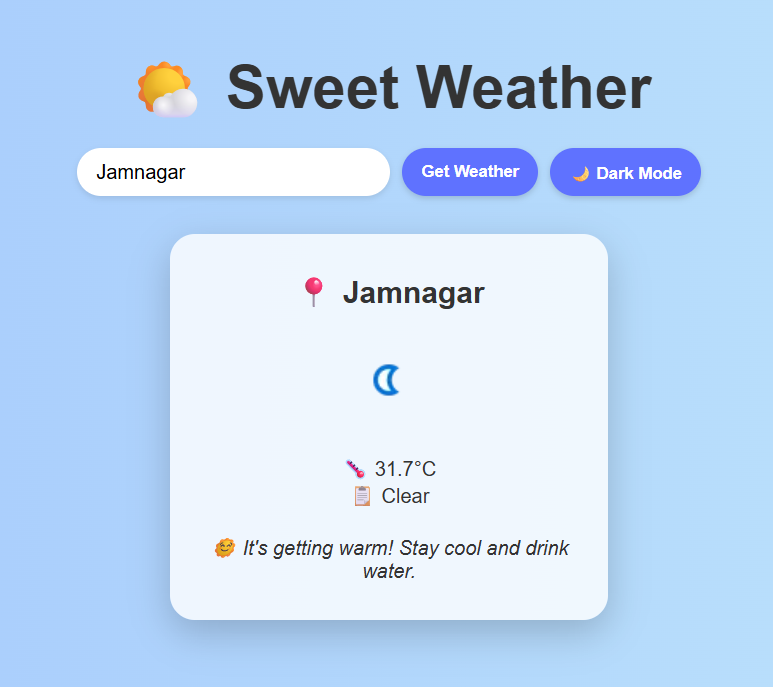 Sweet Weather
Jamnagar
Get Weather
Dark Mode
Jamnagar
31.7°C
Clear
It's getting warm! Stay cool and drink
water.